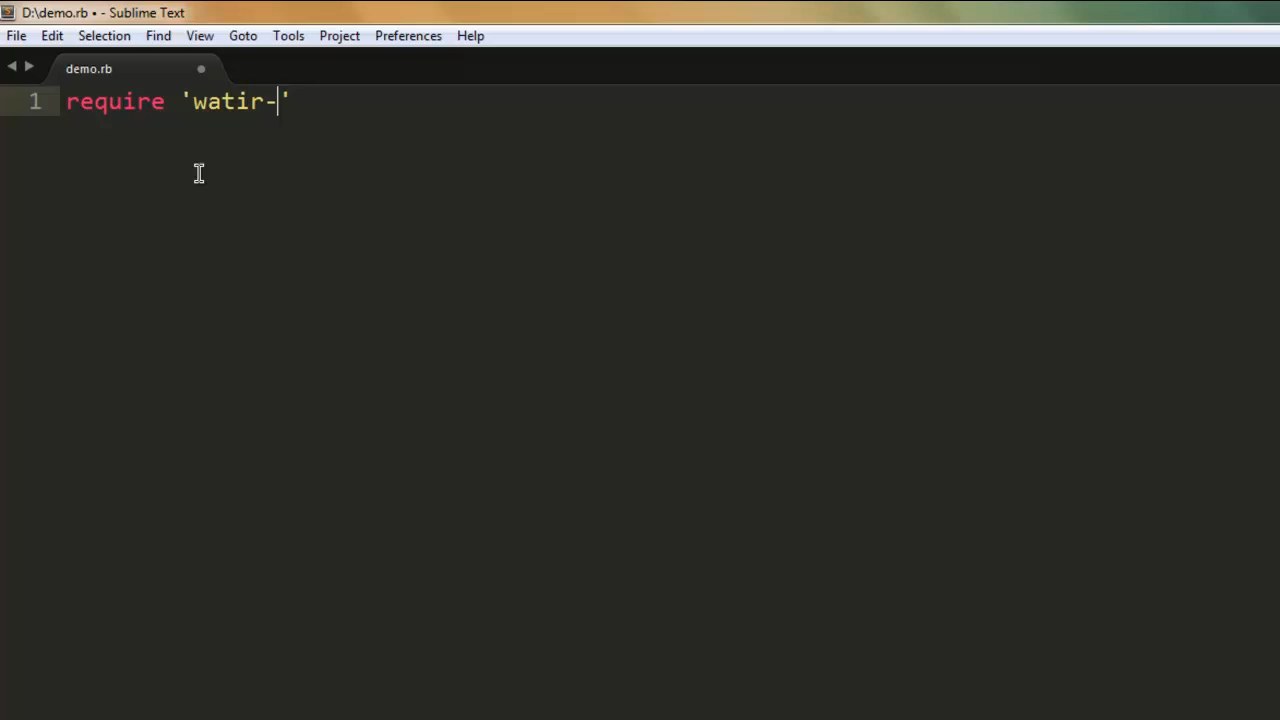 D:\demo.rb • - Sublime Text
File Edit Selection Find View Goto Tools Project Preferences Help
demo.rb
1 require 'watir-'